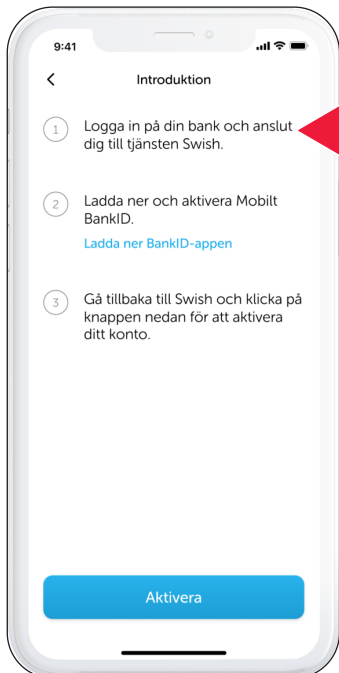 9:41
Introduktion
1 Logga in på din bank och anslut
dig till tjänsten Swish.
2 Ladda ner och aktivera Mobilt
BankID.
Ladda ner BankID-appen
3 Gå tillbaka till Swish och klicka på
knappen nedan för att aktivera
ditt konto.
Aktivera